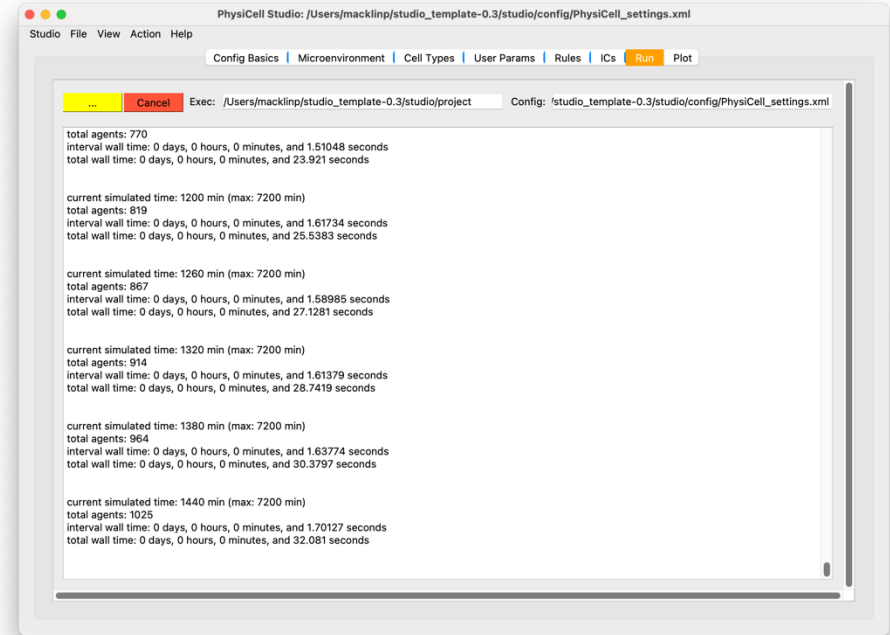 PhysiCell Studio: /Users/macklinp/studio_template-0.3/studio/config/PhysiCell_settings.xml
Studio File View Action Help
Config Basics Microenvironment Cell Types User Params Rules ICs Run Plot
... Cancel Exec: /Users/macklinp/studio_template-0.3/studio/project Config: /studio_template-0.3/studio/config/PhysiCell_settings.xml
total agents: 770
interval wall time: 0 days, 0 hours, 0 minutes, and 1.51048 seconds
total wall time: 0 days, 0 hours, 0 minutes, and 23.921 seconds
current simulated time: 1200 min (max: 7200 min)
total agents: 819
interval wall time: 0 days, 0 hours, 0 minutes, and 1.61734 seconds
total wall time: 0 days, 0 hours, 0 minutes, and 25.5383 seconds
current simulated time: 1260 min (max: 7200 min)
total agents: 867
interval wall time: 0 days, 0 hours, 0 minutes, and 1.58985 seconds
total wall time: 0 days, 0 hours, 0 minutes, and 27.1281 seconds
current simulated time: 1320 min (max: 7200 min)
total agents: 914
interval wall time: 0 days, 0 hours, 0 minutes, and 1.61379 seconds
total wall time: 0 days, 0 hours, 0 minutes, and 28.7419 seconds
current simulated time: 1380 min (max: 7200 min)
total agents: 964
interval wall time: 0 days, 0 hours, 0 minutes, and 1.63774 seconds
total wall time: 0 days, 0 hours, 0 minutes, and 30.3797 seconds
current simulated time: 1440 min (max: 7200 min)
total agents: 1025
interval wall time: 0 days, 0 hours, 0 minutes, and 1.70127 seconds
total wall time: 0 days, 0 hours, 0 minutes, and 32.081 seconds